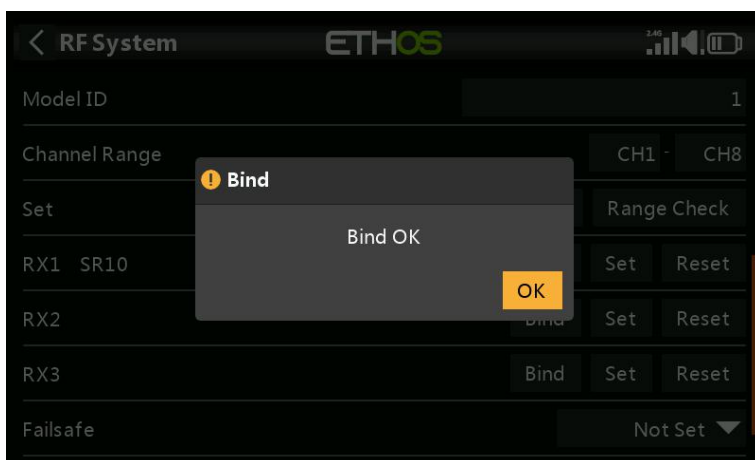 RF System ETHOS 2.4G
Model ID 1
Channel Range CH1 - CH8
Bind
Set Range Check
Bind OK
RX1 SR10 Set Reset
OK
RX2 Bind Set Reset
RX3 Bind Set Reset
Failsafe Not Set